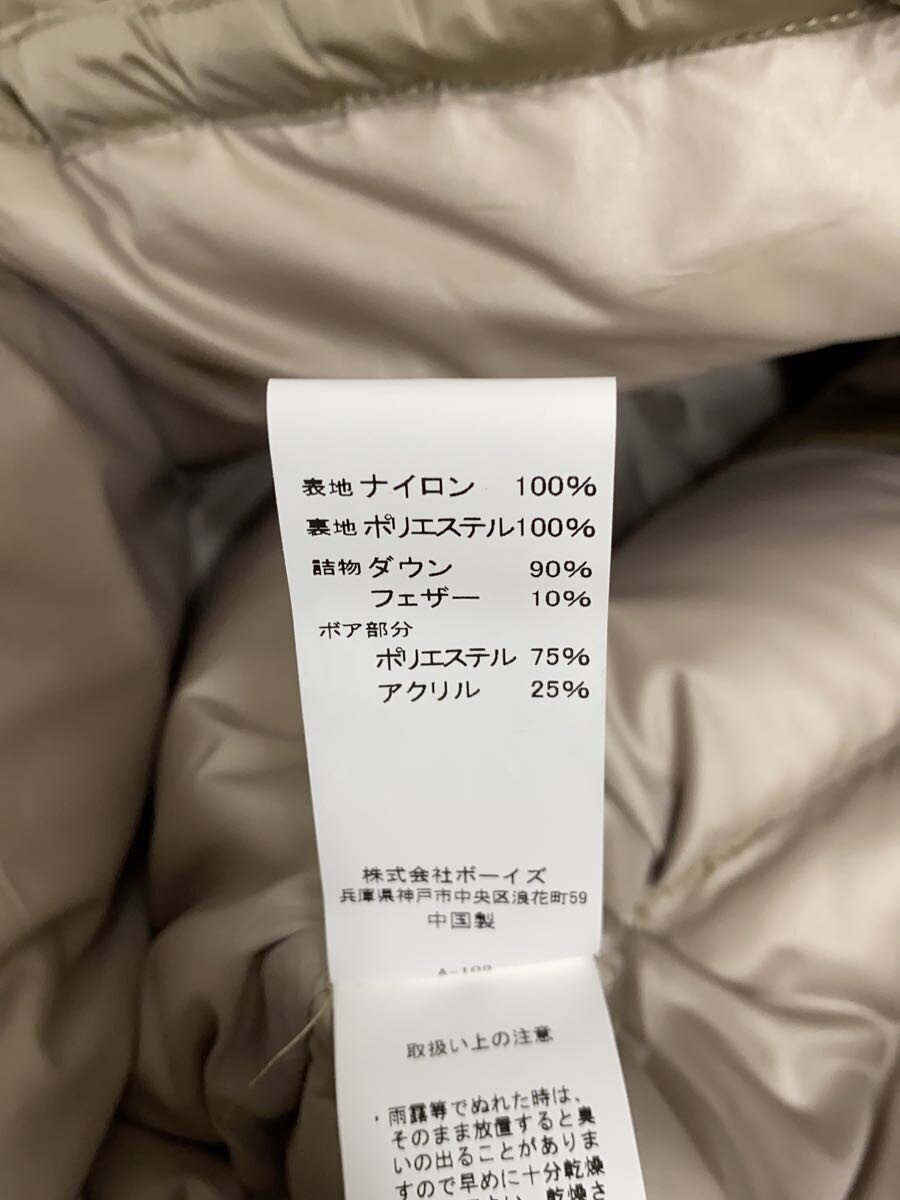 表地 ナイロン 100%
裏地 ポリエステル100%
詰物 ダウン 90%
フェザー 10%
ボア部分
ポリエステル 75%
アクリル 25%
株式会社ボーイズ
兵庫県神戸市中央区浪花町59
中国製
取扱い上の注意
・雨露等でぬれた時は、
そのまま放置すると臭
いの出ることがありま
すので早めに十分乾燥